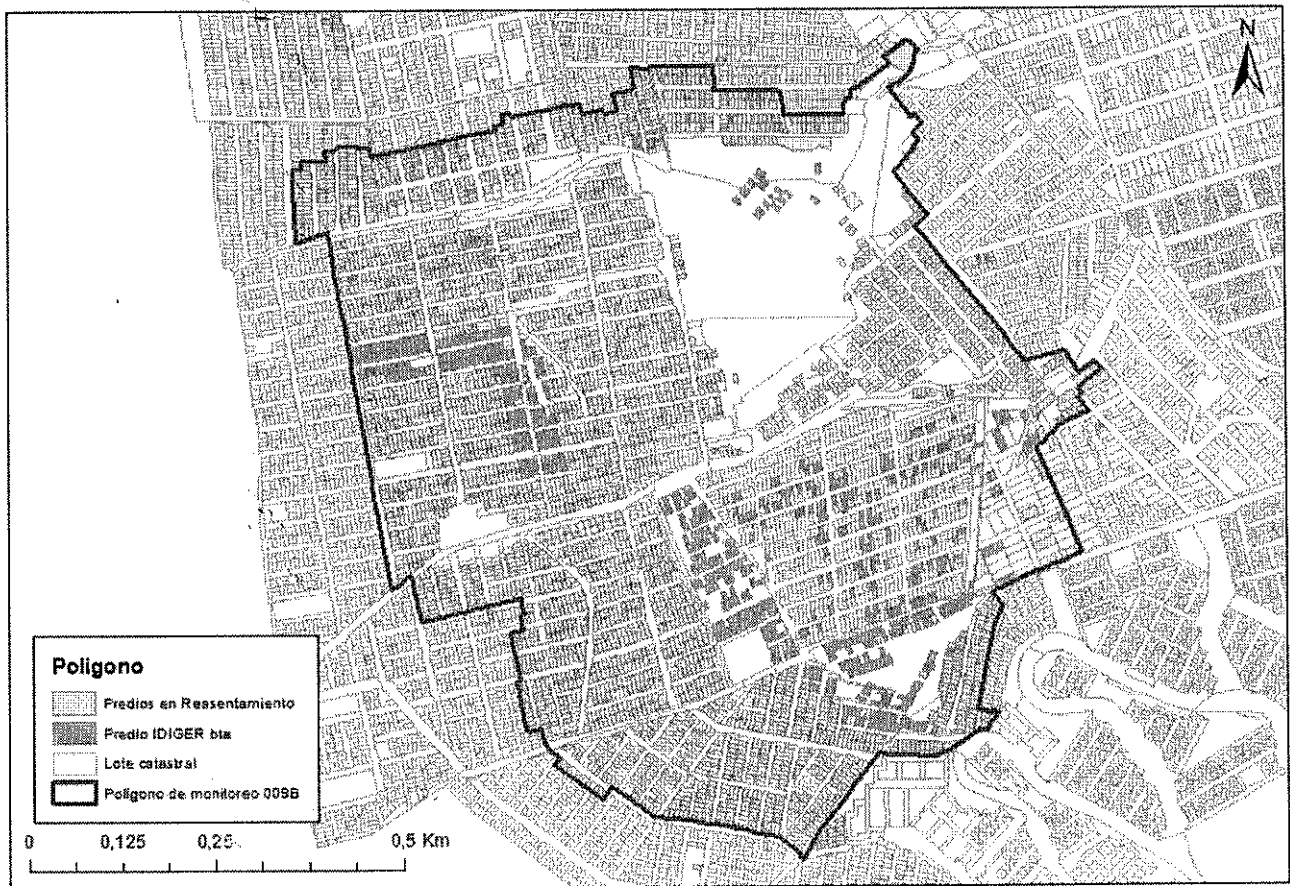 N
Poligono
Predios en Reasentamiento
Predio IDIGER bta
Lote catastral
Poligono de monitoreo 009B
0 0,125 0,25 0,5 Km